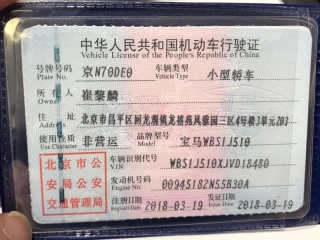 中华人民共和国机动车行驶证
Vehicle License of the People's Republic of China
号牌号码 京N70DE0 车辆类型 小型轿车
Plate No. Vehicle Type
所有人 崔黎麟
Owner
住址 北京市昌平区回龙观镇龙禧苑风雅园三区4号楼3单元203
Address
使用性质 非营运 品牌型号 宝马WBS1J510
Model
北京市公安局公安交通管理局
车辆识别代号 WBS1J510XJVD18480
VIN
发动机号码 00945182N55B30A
Engine No.
注册日期 2018-03-19 发证日期 2018-03-19
Register Date Issue Date